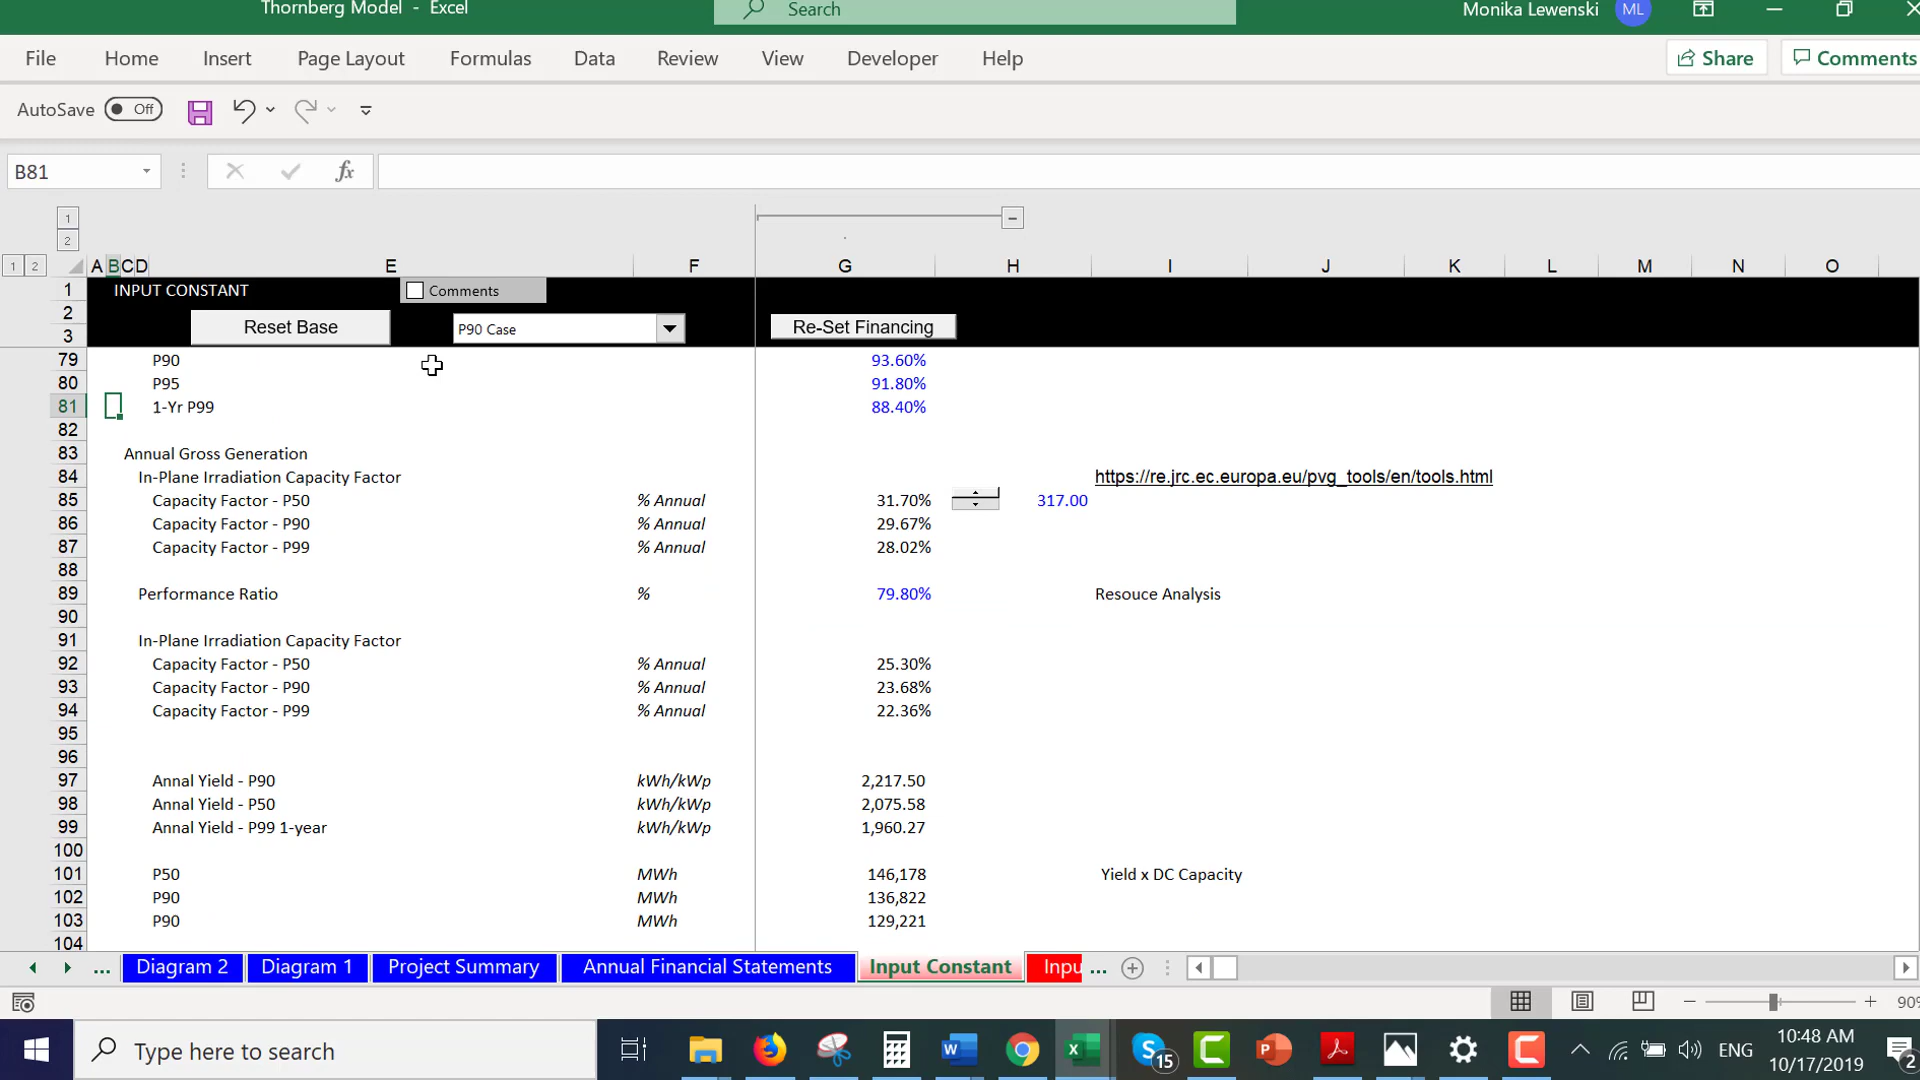 Thornberg Model - Excel
Search
Monika Lewenski ML
File Home Insert Page Layout Formulas Data Review View Developer Help Share Comments
AutoSave Off
B81 fx
1
2
1 2 A B C D E F G H I J K L M N O
1 INPUT CONSTANT Comments
2 Reset Base P90 Case Re-Set Financing
3
79 P90 93.60%
80 P95 91.80%
81 1-Yr P99 88.40%
82
83 Annual Gross Generation
84 In-Plane Irradiation Capacity Factor https://re.jrc.ec.europa.eu/pvg_tools/en/tools.html
85 Capacity Factor - P50 % Annual 31.70% 317.00
86 Capacity Factor - P90 % Annual 29.67%
87 Capacity Factor - P99 % Annual 28.02%
88
89 Performance Ratio % 79.80% Resouce Analysis
90
91 In-Plane Irradiation Capacity Factor
92 Capacity Factor - P50 % Annual 25.30%
93 Capacity Factor - P90 % Annual 23.68%
94 Capacity Factor - P99 % Annual 22.36%
95
96
97 Annal Yield - P90 kWh/kWp 2,217.50
98 Annal Yield - P50 kWh/kWp 2,075.58
99 Annal Yield - P99 1-year kWh/kWp 1,960.27
100
101 P50 MWh 146,178 Yield x DC Capacity
102 P90 MWh 136,822
103 P90 MWh 129,221
104
... Diagram 2 Diagram 1 Project Summary Annual Financial Statements Input Constant Inpu ...
90%
Type here to search 15 ENG 10:48 AM
10/17/2019 2